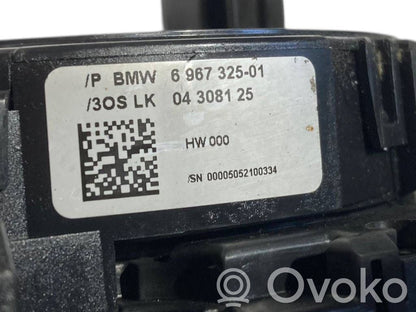 /P BMW 6 967 325-01
/3OS LK 04 3081 25
HW 000
/SN 00005052100334
Ovoko